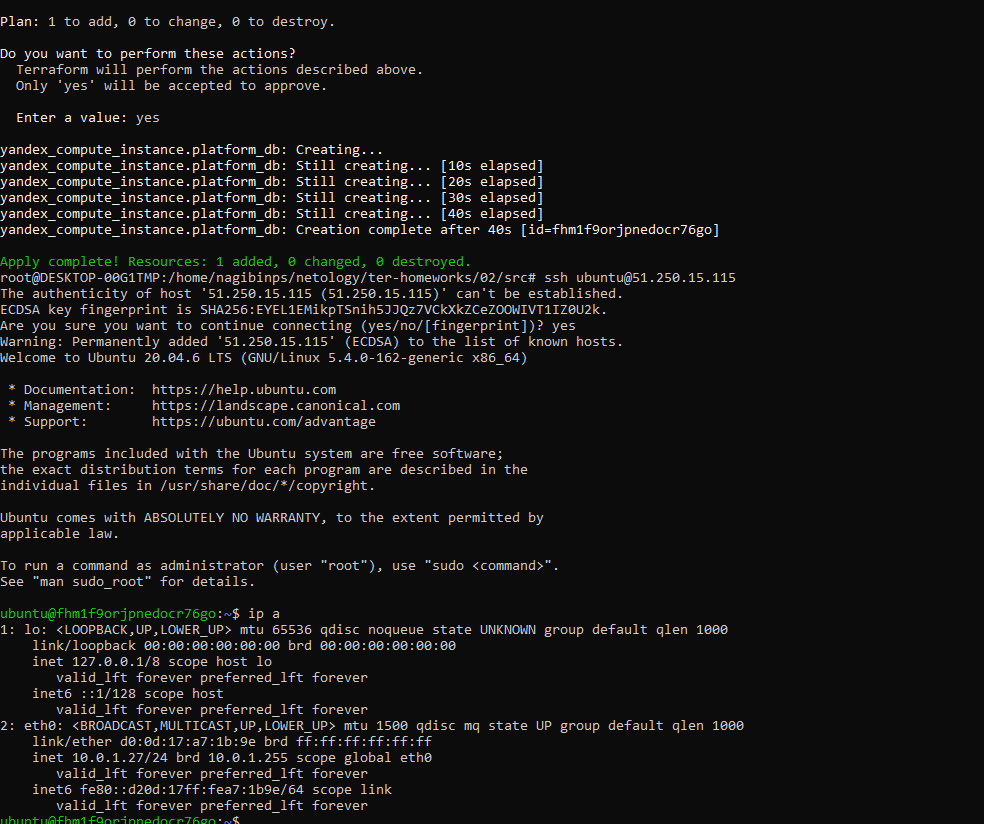 Plan: 1 to add, 0 to change, 0 to destroy.
Do you want to perform these actions?
Terraform will perform the actions described above.
Only 'yes' will be accepted to approve.
Enter a value: yes
yandex_compute_instance.platform_db: Creating...
yandex_compute_instance.platform_db: Still creating... [10s elapsed]
yandex_compute_instance.platform_db: Still creating... [20s elapsed]
yandex_compute_instance.platform_db: Still creating... [30s elapsed]
yandex_compute_instance.platform_db: Still creating... [40s elapsed]
yandex_compute_instance.platform_db: Creation complete after 40s [id=fhm1f9orjpnedocr76go]
Apply complete! Resources: 1 added, 0 changed, 0 destroyed.
root@DESKTOP-00G1TMP:/home/nagibinps/netology/ter-homeworks/02/src# ssh ubuntu@51.250.15.115
The authenticity of host '51.250.15.115 (51.250.15.115)' can't be established.
ECDSA key fingerprint is SHA256:EYEL1EMikpTSnih5JJQz7VCkXkZCeZOOWIVT1IZ0U2k.
Are you sure you want to continue connecting (yes/no/[fingerprint])? yes
Warning: Permanently added '51.250.15.115' (ECDSA) to the list of known hosts.
Welcome to Ubuntu 20.04.6 LTS (GNU/Linux 5.4.0-162-generic x86_64)
* Documentation:  https://help.ubuntu.com
* Management:     https://landscape.canonical.com
* Support:        https://ubuntu.com/advantage
The programs included with the Ubuntu system are free software;
the exact distribution terms for each program are described in the
individual files in /usr/share/doc/*/copyright.
Ubuntu comes with ABSOLUTELY NO WARRANTY, to the extent permitted by
applicable law.
To run a command as administrator (user "root"), use "sudo <command>".
See "man sudo_root" for details.
ubuntu@fhm1f9orjpnedocr76go:~$ ip a
1: lo: <LOOPBACK,UP,LOWER_UP> mtu 65536 qdisc noqueue state UNKNOWN group default qlen 1000
link/loopback 00:00:00:00:00:00 brd 00:00:00:00:00:00
inet 127.0.0.1/8 scope host lo
valid_lft forever preferred_lft forever
inet6 ::1/128 scope host
valid_lft forever preferred_lft forever
2: eth0: <BROADCAST,MULTICAST,UP,LOWER_UP> mtu 1500 qdisc mq state UP group default qlen 1000
link/ether d0:0d:17:a7:1b:9e brd ff:ff:ff:ff:ff:ff
inet 10.0.1.27/24 brd 10.0.1.255 scope global eth0
valid_lft forever preferred_lft forever
inet6 fe80::d20d:17ff:fea7:1b9e/64 scope link
valid_lft forever preferred_lft forever
ubuntu@fhm1f9orjpnedocr76go:~$